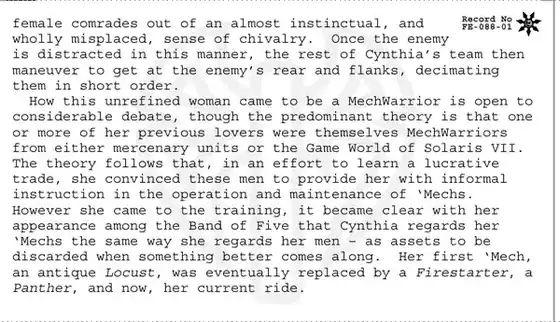 Record No
FE-088-01
female comrades out of an almost instinctual, and
wholly misplaced, sense of chivalry.  Once the enemy
is distracted in this manner, the rest of Cynthia's team then
maneuver to get at the enemy's rear and flanks, decimating
them in short order.
How this unrefined woman came to be a MechWarrior is open to
considerable debate, though the predominant theory is that one
or more of her previous lovers were themselves MechWarriors
from either mercenary units or the Game World of Solaris VII.
The theory follows that, in an effort to learn a lucrative
trade, she convinced these men to provide her with informal
instruction in the operation and maintenance of ‘Mechs.
However she came to the training, it became clear with her
appearance among the Band of Five that Cynthia regards her
‘Mechs the same way she regards her men – as assets to be
discarded when something better comes along.  Her first ‘Mech,
an antique Locust, was eventually replaced by a Firestarter, a
Panther, and now, her current ride.